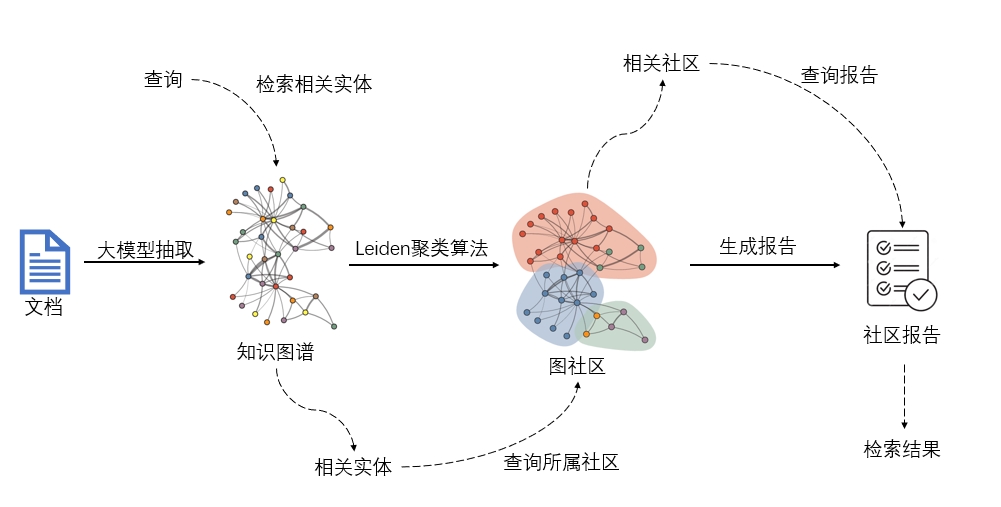 相关社区
查询
检索相关实体
查询报告
大模型抽取
Leiden聚类算法
生成报告
文档
社区报告
知识图谱
图社区
检索结果
相关实体
查询所属社区